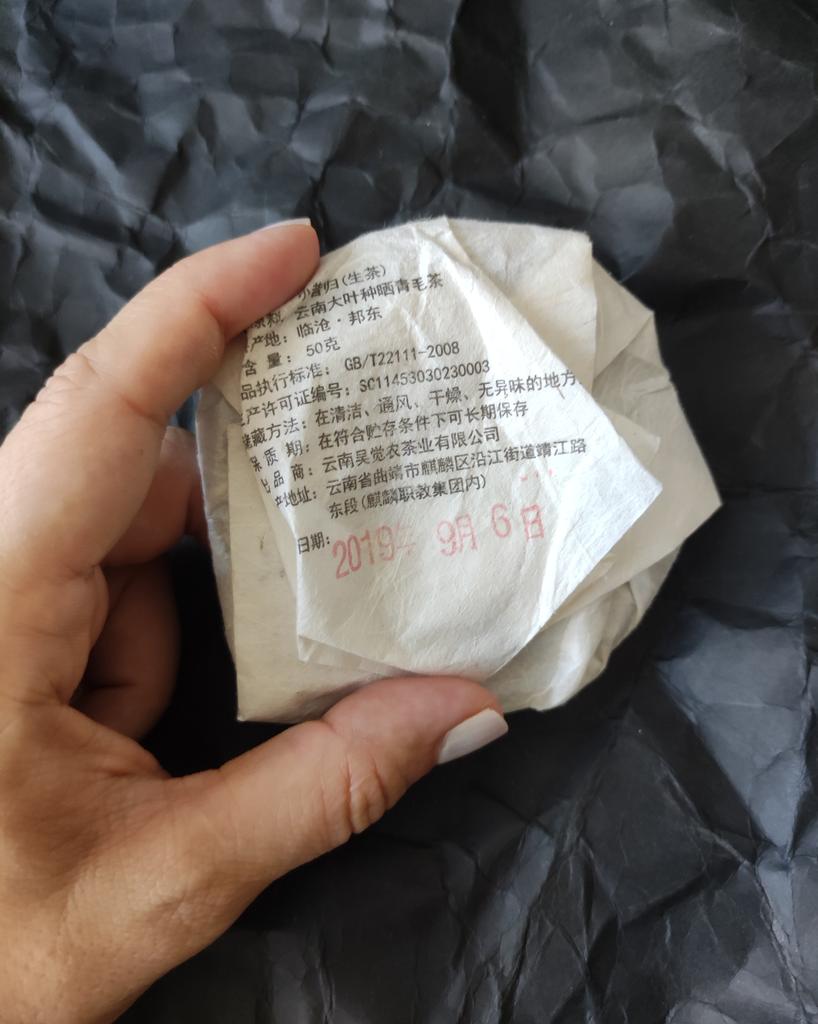 归(生茶)
云南大叶种晒青毛茶
产地：临沧·邦东
含 量：50克
品执行标准：GB/T22111-2008
产许可证编号：SC11453030230003
藏方法：在清洁、通风、干燥、无异味的地方
质 期：在符合贮存条件下可长期保存
品 商：云南吴觉农茶业有限公司
地址：云南省曲靖市麒麟区沿江街道靖江路
东段(麒麟职教集团内)
日期：2019年 9月 6日